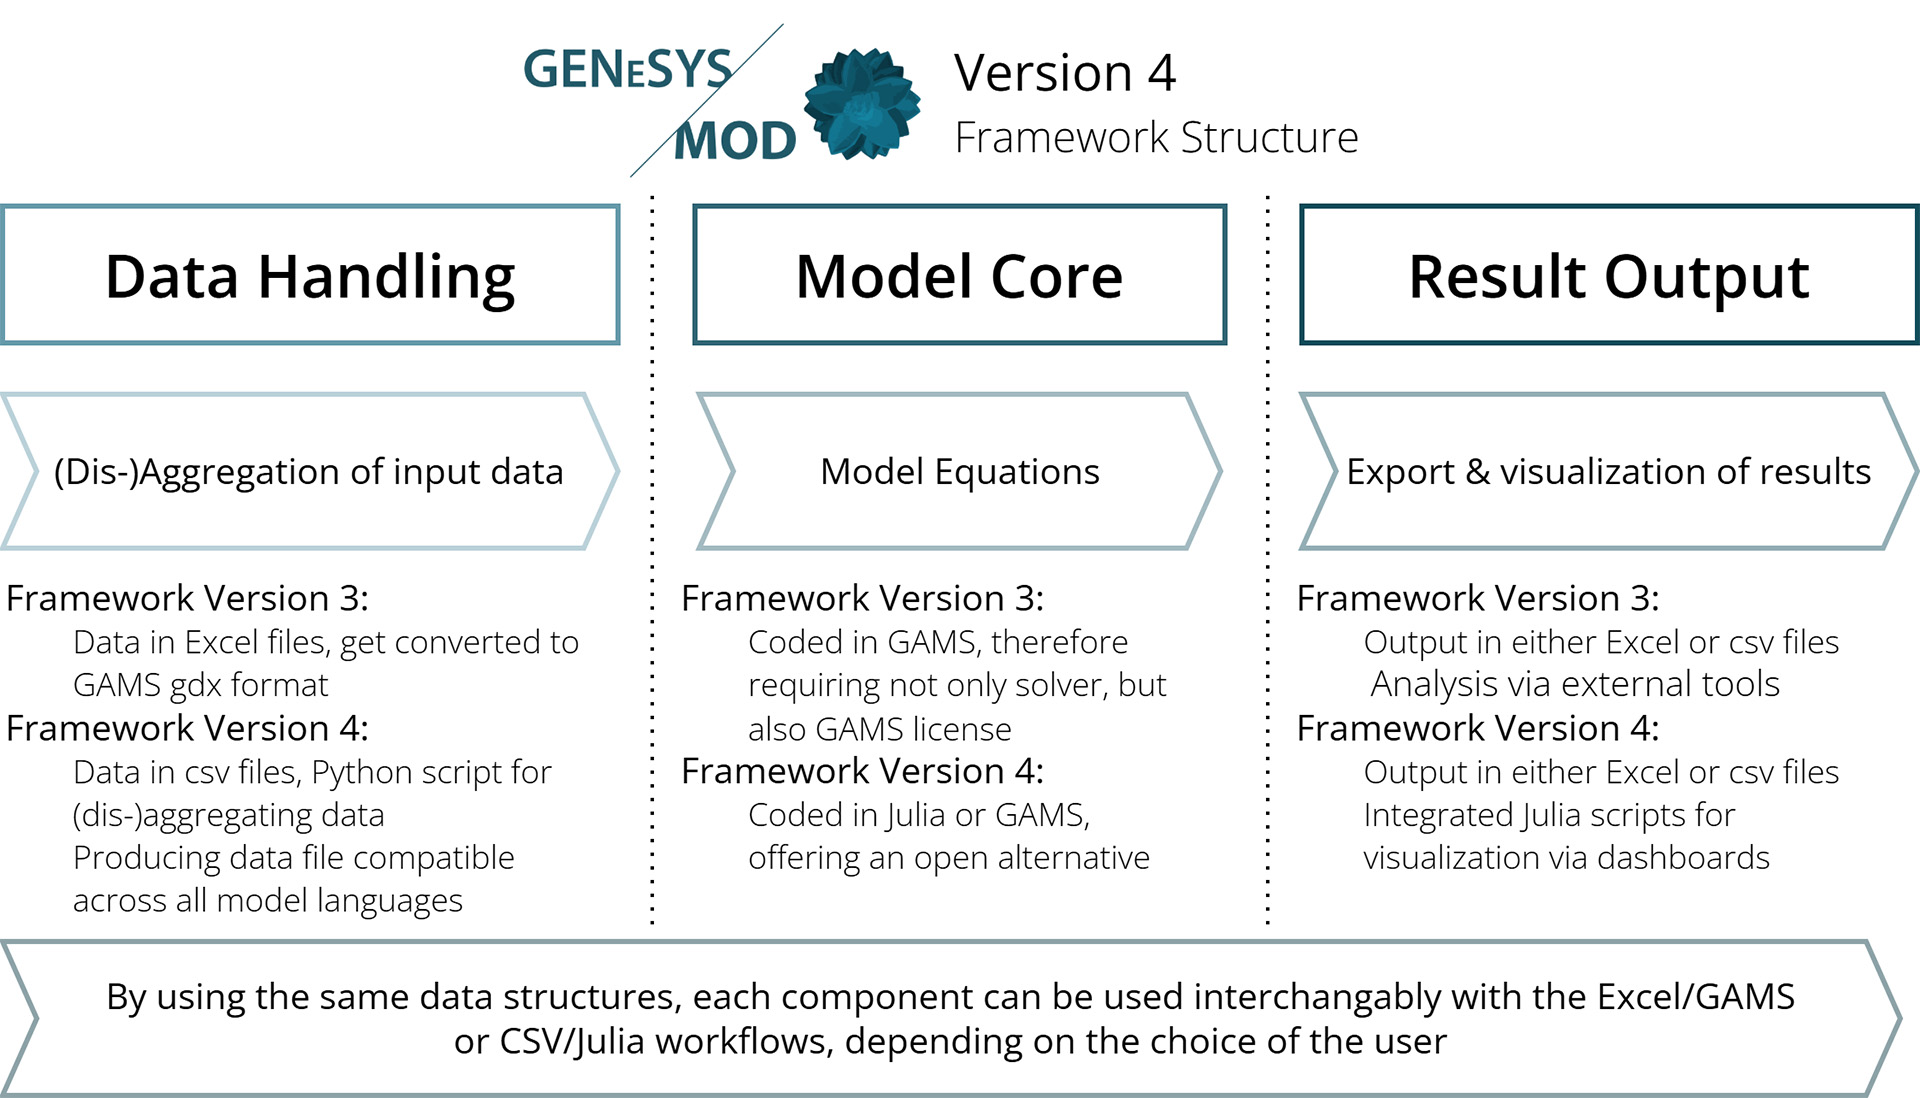 GENeSYS
MOD
Version 4
Framework Structure
Data Handling
(Dis-)Aggregation of input data
Framework Version 3:
Data in Excel files, get converted to
GAMS gdx format
Framework Version 4:
Data in csv files, Python script for
(dis-)aggregating data
Producing data file compatible
across all model languages
Model Core
Model Equations
Framework Version 3:
Coded in GAMS, therefore
requiring not only solver, but
also GAMS license
Framework Version 4:
Coded in Julia or GAMS,
offering an open alternative
Result Output
Export & visualization of results
Framework Version 3:
Output in either Excel or csv files
Analysis via external tools
Framework Version 4:
Output in either Excel or csv files
Integrated Julia scripts for
visualization via dashboards
By using the same data structures, each component can be used interchangably with the Excel/GAMS
or CSV/Julia workflows, depending on the choice of the user